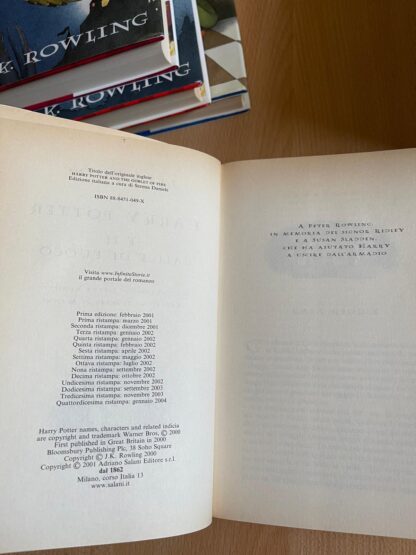 K. ROWLING
K. ROWLING
Titolo dell'originale inglese
HARRY POTTER AND THE GOBLET OF FIRE
Edizione italiana a cura di Serena Daniele
ISBN 88-8451-049-X
Visita www.InfiniteStorie.it
il grande portale del romanzo
Prima edizione: febbraio 2001
Prima ristampa: marzo 2001
Seconda ristampa: dicembre 2001
Terza ristampa: gennaio 2002
Quarta ristampa: gennaio 2002
Quinta ristampa: febbraio 2002
Sesta ristampa: aprile 2002
Settima ristampa: maggio 2002
Ottava ristampa: luglio 2002
Nona ristampa: settembre 2002
Decima ristampa: ottobre 2002
Undicesima ristampa: novembre 2002
Dodicesima ristampa: settembre 2003
Tredicesima ristampa: novembre 2003
Quattordicesima ristampa: gennaio 2004
Harry Potter names, characters and related indicia
are copyright and trademark Warner Bros. © 2000
First published in Great Britain in 2000
Bloomsbury Publishing Plc, 38 Soho Square
Copyright © J.K. Rowling 2000
Copyright © 2001 Adriano Salani Editore s.r.l.
dal 1862
Milano, corso Italia 13
www.salani.it
A PETER ROWLING
IN MEMORIA DEL SIGNOR RIDLEY
E A SUSAN SLADDEN,
CHE HA AIUTATO HARRY
A USCIRE DALL'ARMADIO